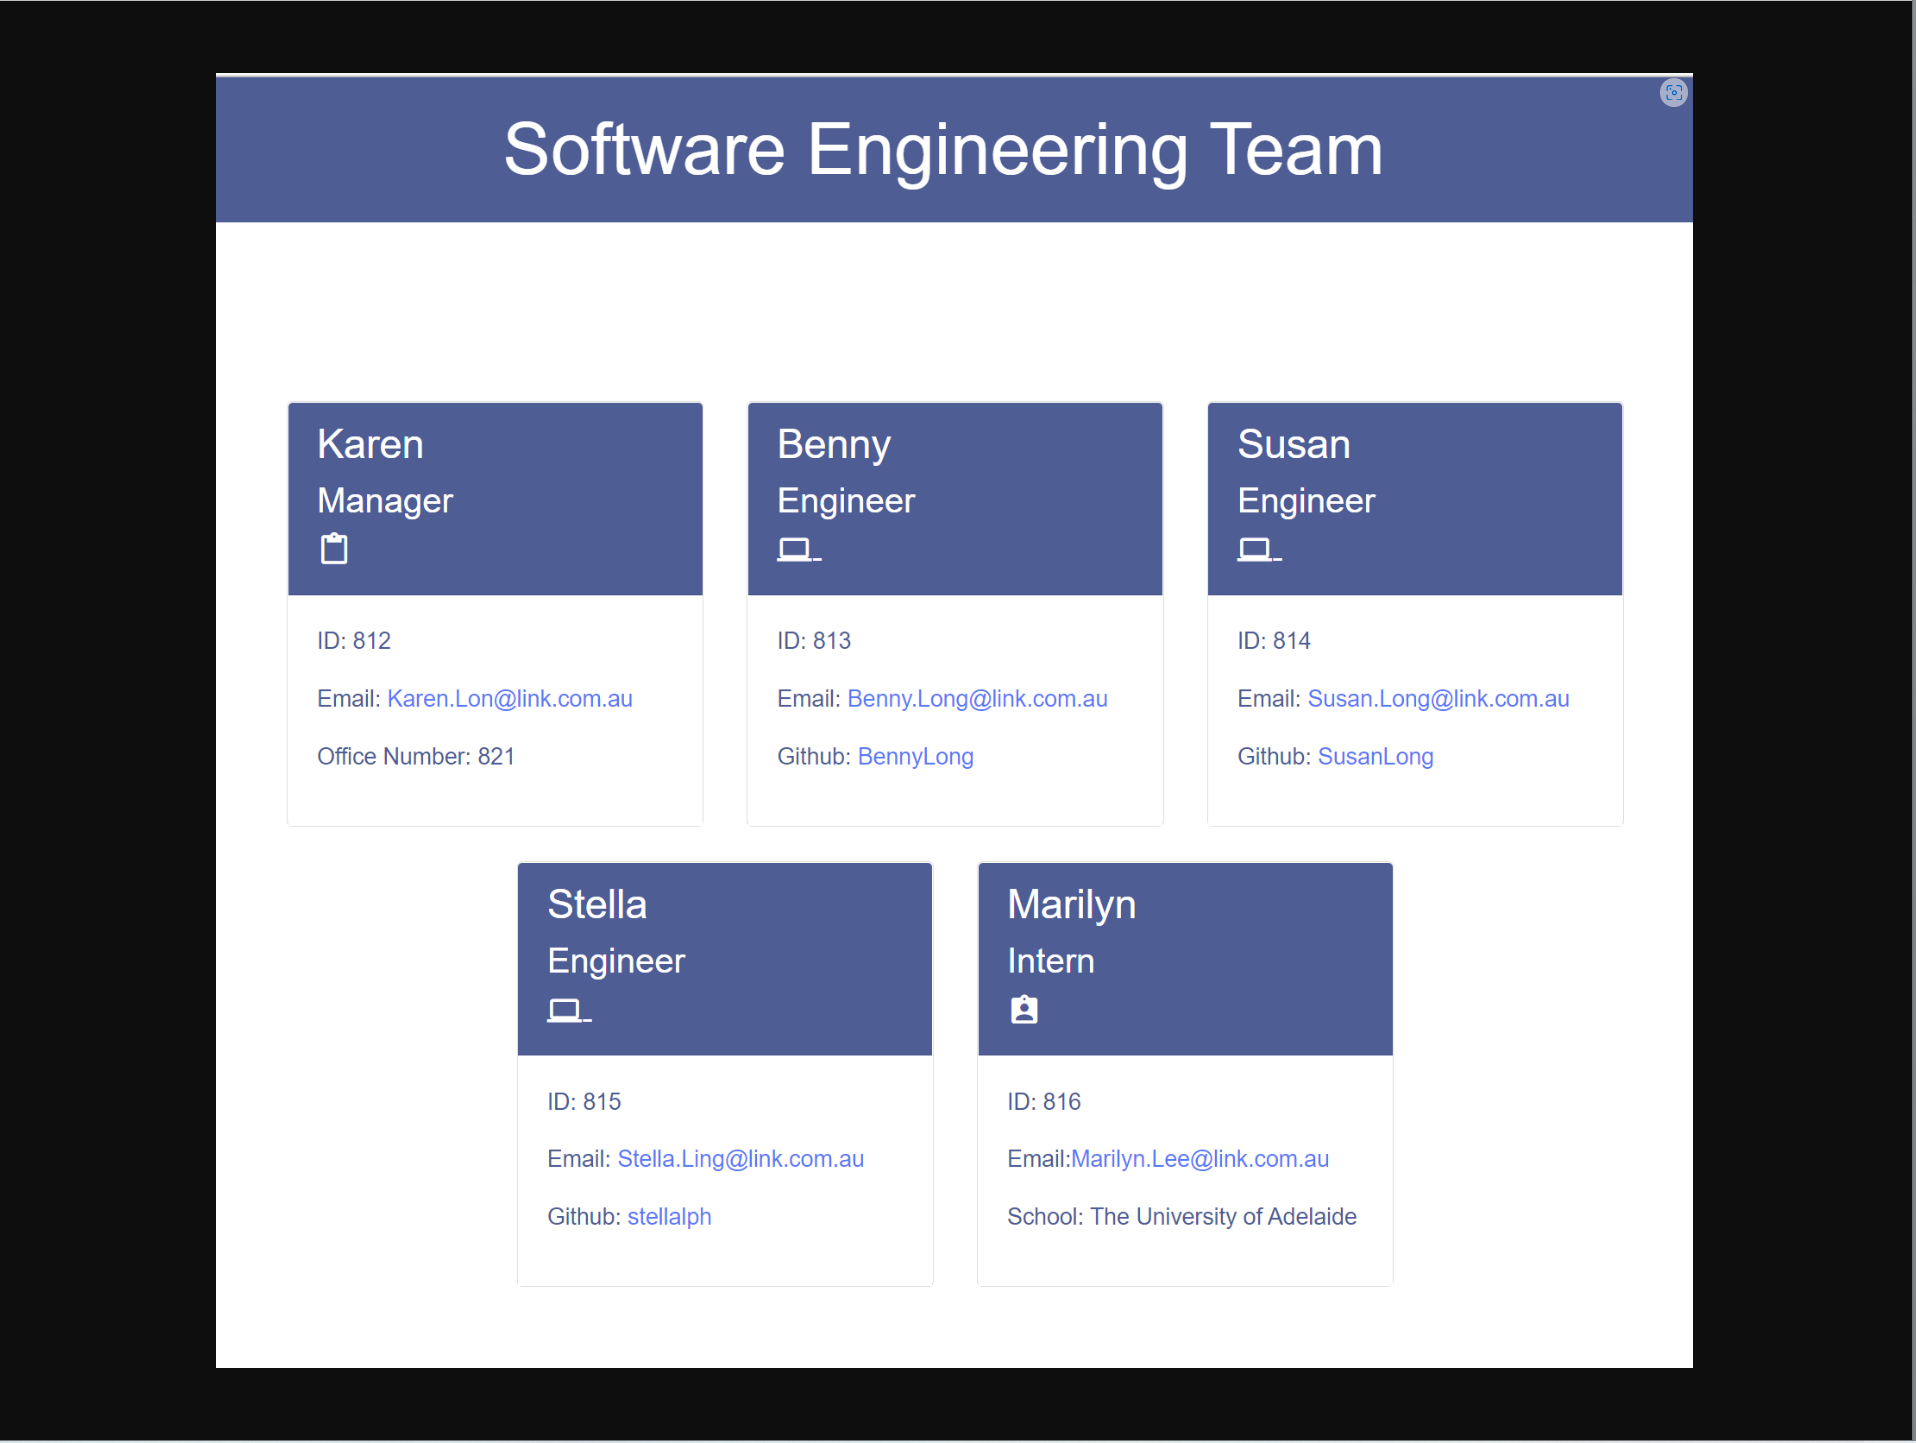 Software Engineering Team
Karen
Manager
ID: 812
Email: Karen.Lon@link.com.au
Office Number: 821
Benny
Engineer
ID: 813
Email: Benny.Long@link.com.au
Github: BennyLong
Susan
Engineer
ID: 814
Email: Susan.Long@link.com.au
Github: SusanLong
Stella
Engineer
ID: 815
Email: Stella.Ling@link.com.au
Github: stellalph
Marilyn
Intern
ID: 816
Email:Marilyn.Lee@link.com.au
School: The University of Adelaide